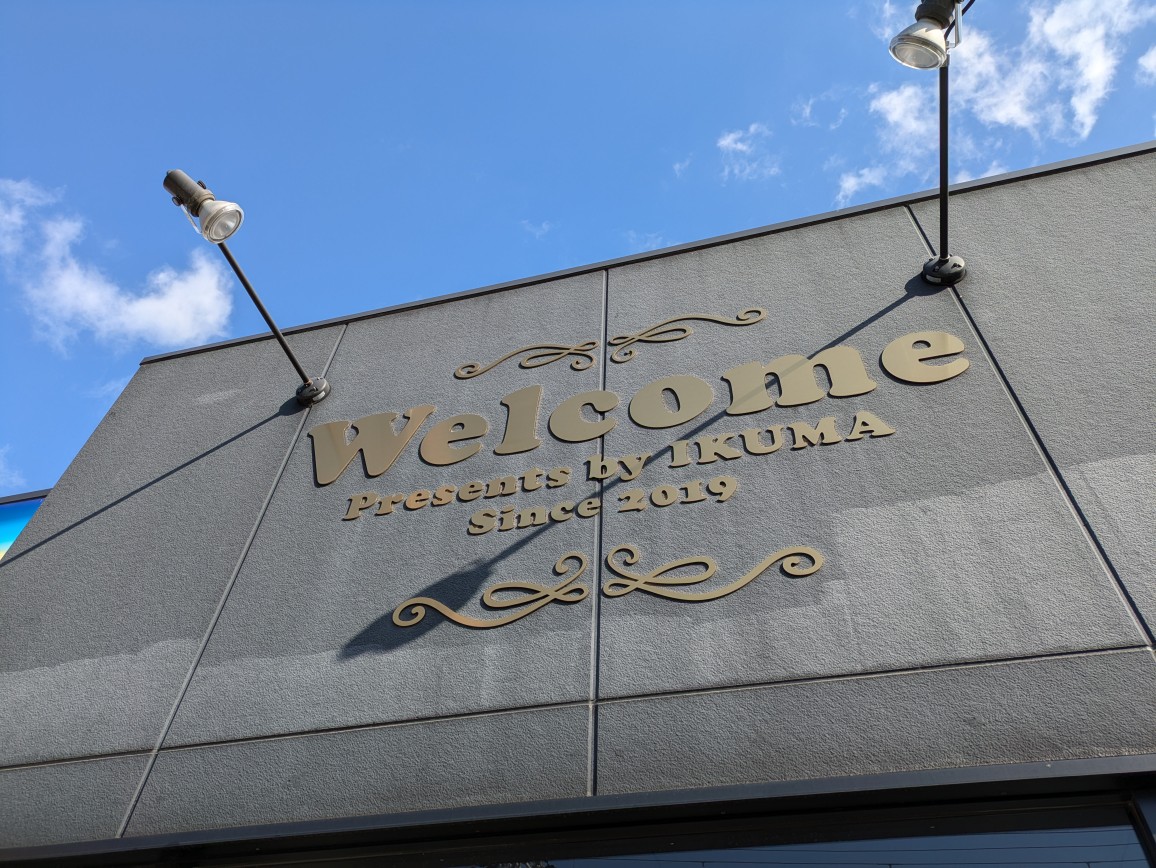 Welcome
Presents by IKUMA
Since 2019